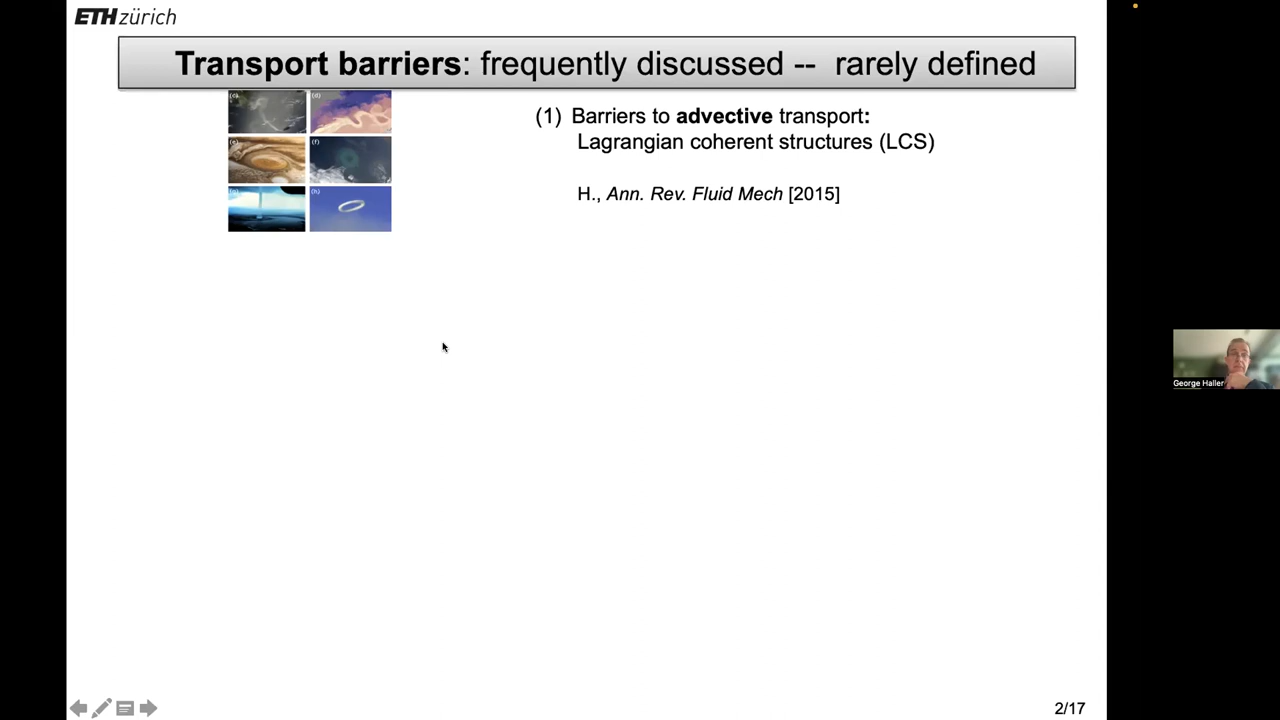 ETH zürich
Transport barriers: frequently discussed -- rarely defined
(1) Barriers to advective transport:
Lagrangian coherent structures (LCS)
H., Ann. Rev. Fluid Mech [2015]
(d)
(e)
(f)
(h)
George Haller
2/17